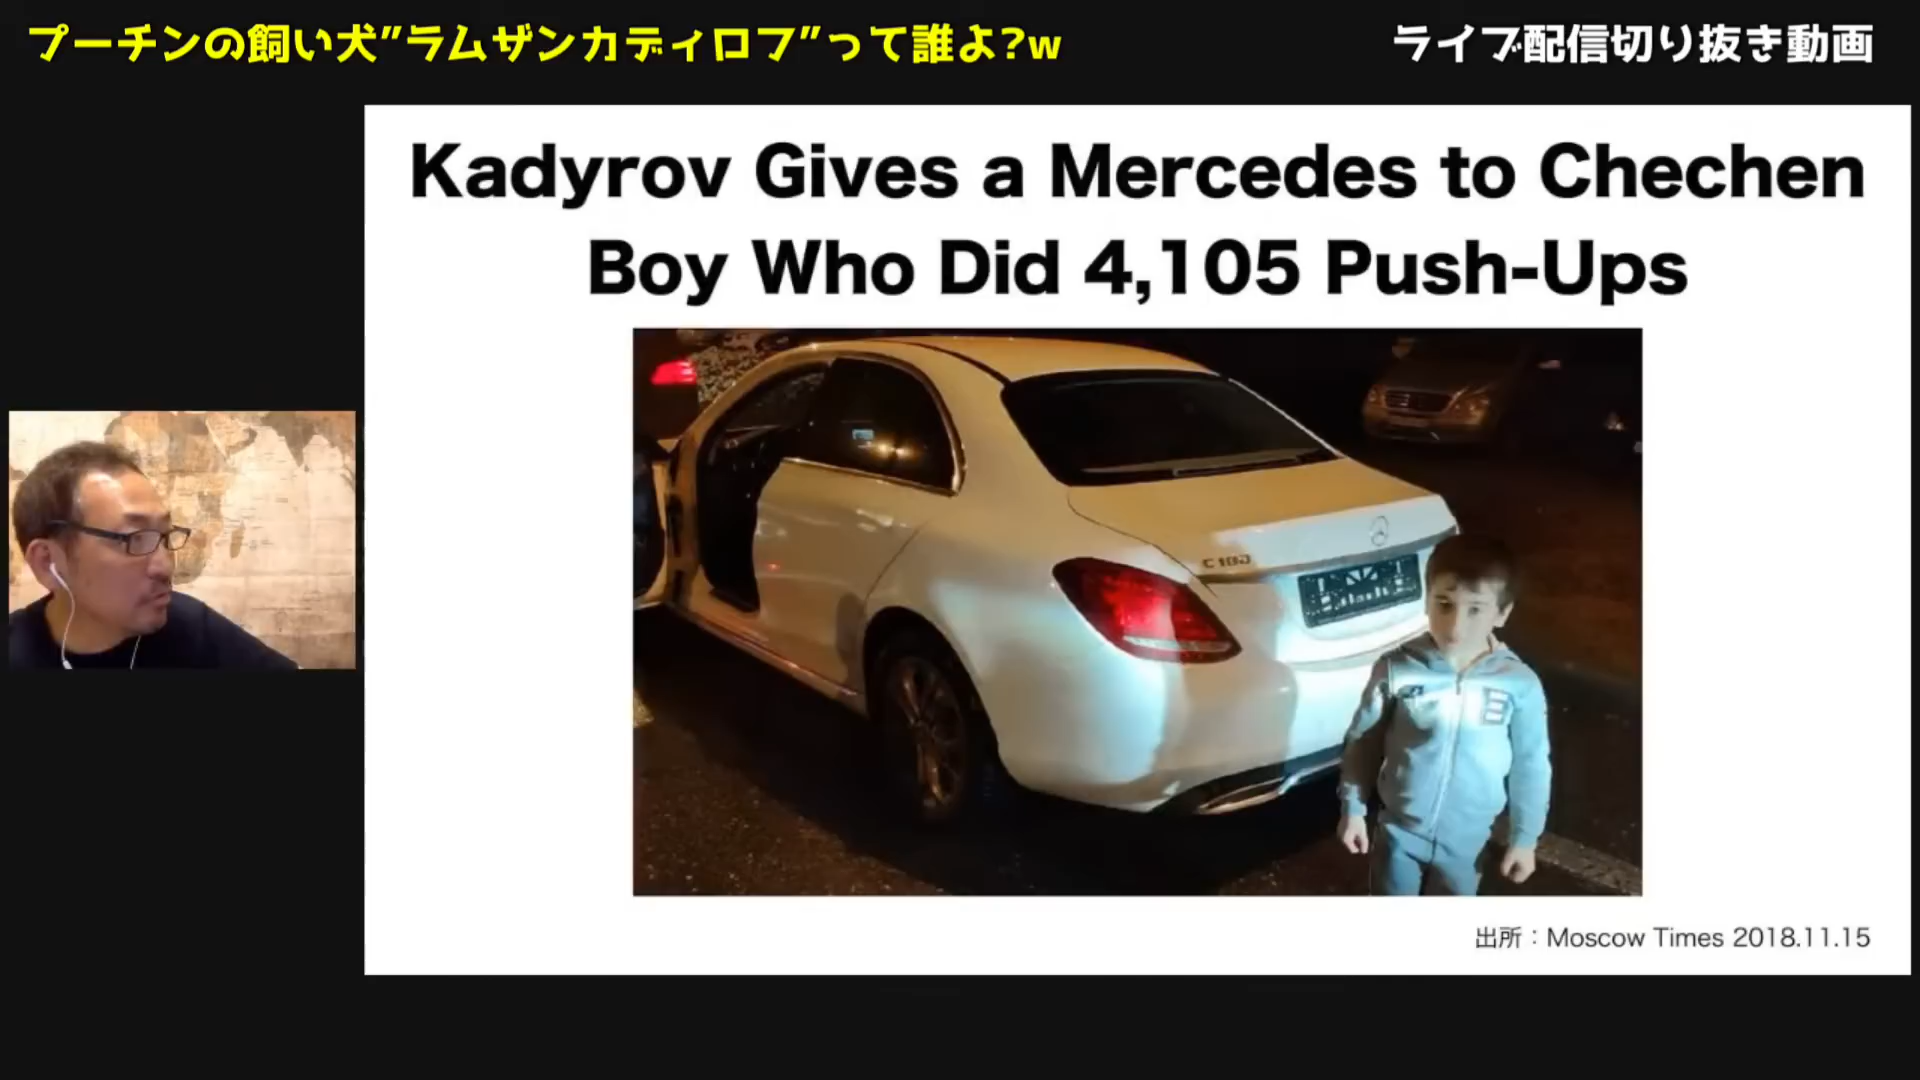 プーチンの飼い犬”ラムザンカディロフ”って誰よ?w
ライブ配信切り抜き動画
Kadyrov Gives a Mercedes to Chechen
Boy Who Did 4,105 Push-Ups
C 180
出所：Moscow Times 2018.11.15